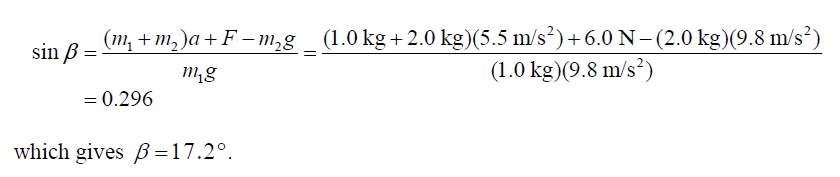 sin β = (m₁ + m₂)a + F − m₂g / m₁g = (1.0 kg + 2.0 kg)(5.5 m/s²) + 6.0 N − (2.0 kg)(9.8 m/s²) / (1.0 kg)(9.8 m/s²)
= 0.296
which gives β = 17.2°.